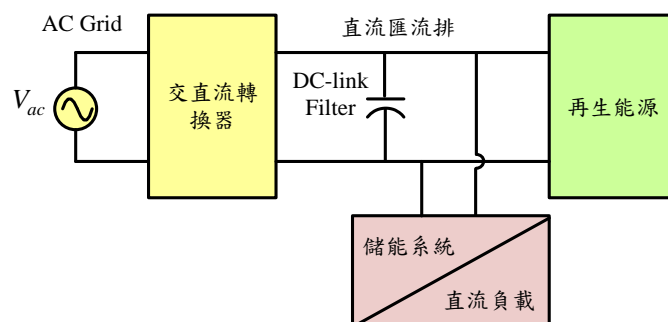 AC Grid
直流匯流排
Vac
交直流轉
換器
DC-link
Filter
再生能源
儲能系統
直流負載